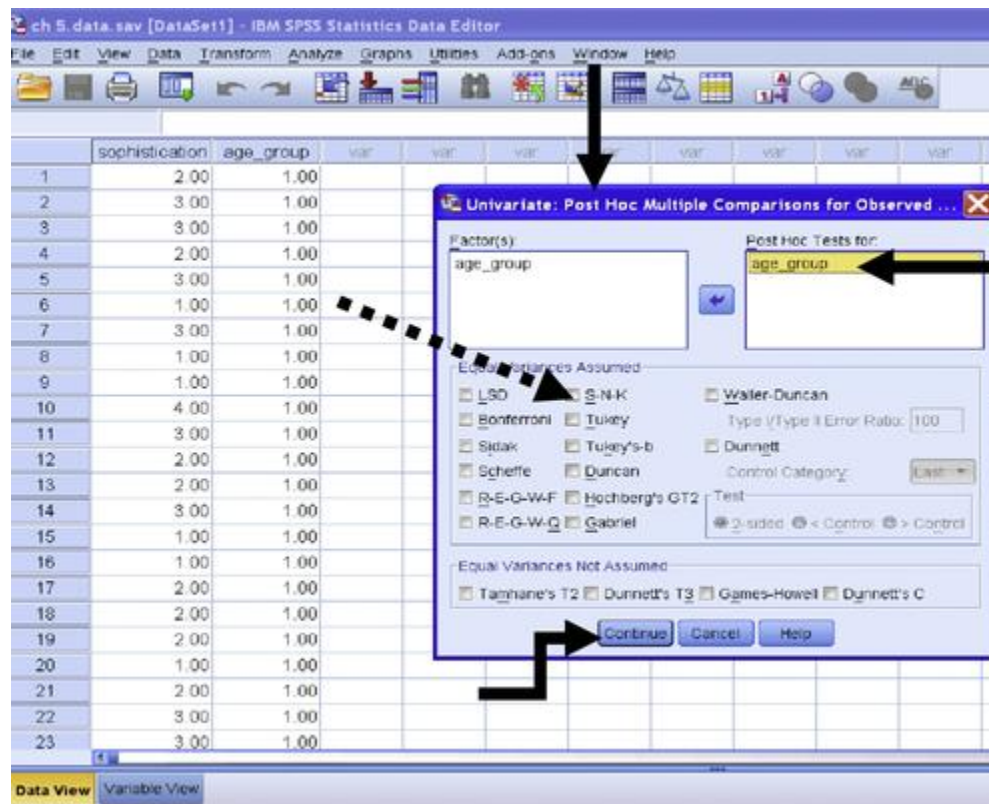 ch 5.data.sav [DataSet1] - IBM SPSS Statistics Data Editor
File Edit View Data Transform Analyze Graphs Utilities Add-ons Window Help
sophistication age_group var var var var var var var var
1 2.00 1.00
2 3.00 1.00
3 3.00 1.00
4 2.00 1.00
5 3.00 1.00
6 1.00 1.00
7 3.00 1.00
8 1.00 1.00
9 1.00 1.00
10 4.00 1.00
11 3.00 1.00
12 2.00 1.00
13 2.00 1.00
14 3.00 1.00
15 1.00 1.00
16 1.00 1.00
17 2.00 1.00
18 2.00 1.00
19 2.00 1.00
20 1.00 1.00
21 2.00 1.00
22 3.00 1.00
23 3.00 1.00
Data View Variable View
Univariate: Post Hoc Multiple Comparisons for Observed ...
Factor(s): Post Hoc Tests for:
age_group age_group
Equal Variances Assumed
LSD S-N-K Waller-Duncan
Bonferroni Tukey Type I/Type II Error Ratio: 100
Sidak Tukey's-b Dunnett
Scheffe Duncan Control Category: Last
R-E-G-W-F Hochberg's GT2 Test
R-E-G-W-Q Gabriel 2-sided < Control > Control
Equal Variances Not Assumed
Tamhane's T2 Dunnett's T3 Games-Howell Dunnett's C
Continue Cancel Help